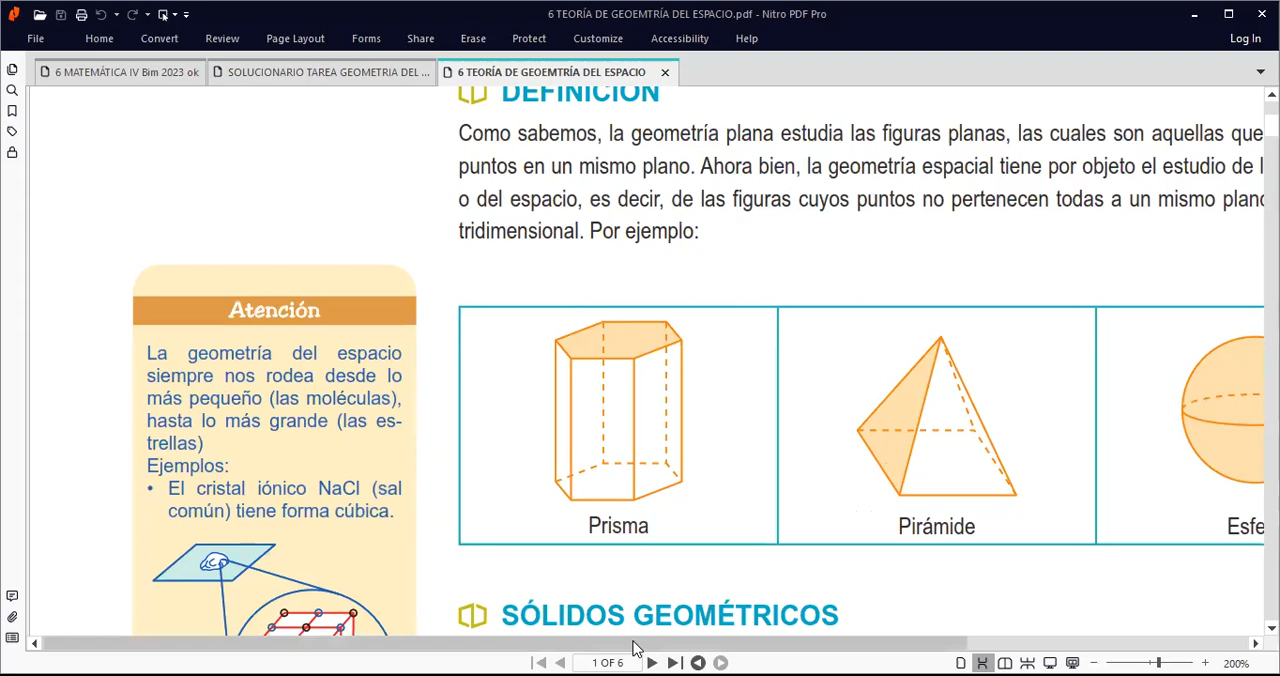 6 TEORÍA DE GEOEMTRÍA DEL ESPACIO.pdf - Nitro PDF Pro
File Home Convert Review Page Layout Forms Share Erase Protect Customize Accessibility Help Log In
6 MATEMÁTICA IV Bim 2023 ok
SOLUCIONARIO TAREA GEOMETRIA DEL ...
6 TEORÍA DE GEOEMTRÍA DEL ESPACIO
DEFINICIÓN
Como sabemos, la geometría plana estudia las figuras planas, las cuales son aquellas que
puntos en un mismo plano. Ahora bien, la geometría espacial tiene por objeto el estudio de l
o del espacio, es decir, de las figuras cuyos puntos no pertenecen todas a un mismo plano
tridimensional. Por ejemplo:
Atención
La geometría del espacio
siempre nos rodea desde lo
más pequeño (las moléculas),
hasta lo más grande (las es-
trellas)
Ejemplos:
• El cristal iónico NaCl (sal
común) tiene forma cúbica.
Prisma
Pirámide
Esfe
SÓLIDOS GEOMÉTRICOS
1 OF 6
200%